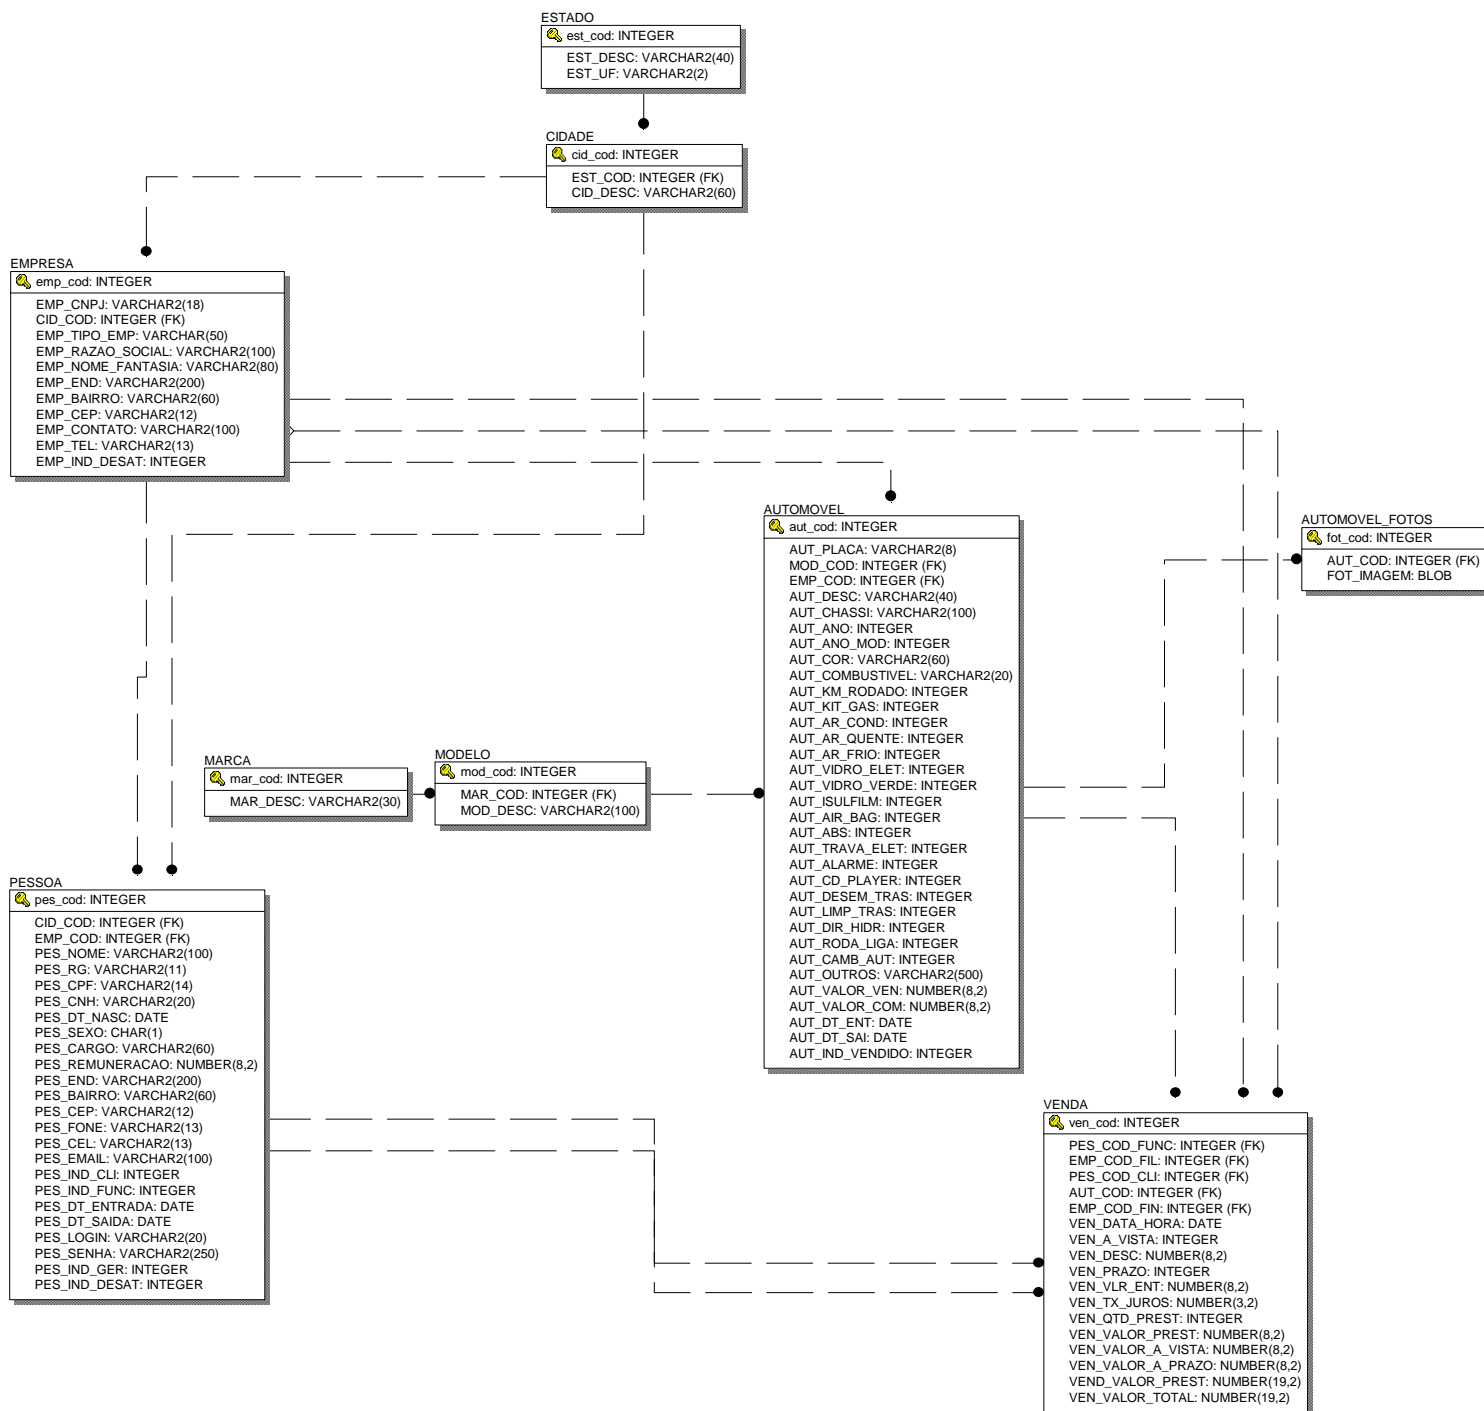 ESTADO
est_cod: INTEGER
EST_DESC: VARCHAR2(40)
EST_UF: VARCHAR2(2)
CIDADE
cid_cod: INTEGER
EST_COD: INTEGER (FK)
CID_DESC: VARCHAR2(60)
EMPRESA
emp_cod: INTEGER
EMP_CNPJ: VARCHAR2(18)
CID_COD: INTEGER (FK)
EMP_TIPO_EMP: VARCHAR(50)
EMP_RAZAO_SOCIAL: VARCHAR2(100)
EMP_NOME_FANTASIA: VARCHAR2(80)
EMP_END: VARCHAR2(200)
EMP_BAIRRO: VARCHAR2(60)
EMP_CEP: VARCHAR2(12)
EMP_CONTATO: VARCHAR2(100)
EMP_TEL: VARCHAR2(13)
EMP_IND_DESAT: INTEGER
AUTOMOVEL
aut_cod: INTEGER
AUT_PLACA: VARCHAR2(8)
MOD_COD: INTEGER (FK)
EMP_COD: INTEGER (FK)
AUT_DESC: VARCHAR2(40)
AUT_CHASSI: VARCHAR2(100)
AUT_ANO: INTEGER
AUT_ANO_MOD: INTEGER
AUT_COR: VARCHAR2(60)
AUT_COMBUSTIVEL: VARCHAR2(20)
AUT_KM_RODADO: INTEGER
AUT_KIT_GAS: INTEGER
AUT_AR_COND: INTEGER
AUT_AR_QUENTE: INTEGER
AUT_AR_FRIO: INTEGER
AUT_VIDRO_ELET: INTEGER
AUT_VIDRO_VERDE: INTEGER
AUT_ISULFILM: INTEGER
AUT_AIR_BAG: INTEGER
AUT_ABS: INTEGER
AUT_TRAVA_ELET: INTEGER
AUT_ALARME: INTEGER
AUT_CD_PLAYER: INTEGER
AUT_DESEM_TRAS: INTEGER
AUT_LIMP_TRAS: INTEGER
AUT_DIR_HIDR: INTEGER
AUT_RODA_LIGA: INTEGER
AUT_CAMB_AUT: INTEGER
AUT_OUTROS: VARCHAR2(500)
AUT_VALOR_VEN: NUMBER(8,2)
AUT_VALOR_COM: NUMBER(8,2)
AUT_DT_ENT: DATE
AUT_DT_SAI: DATE
AUT_IND_VENDIDO: INTEGER
AUTOMOVEL_FOTOS
fot_cod: INTEGER
AUT_COD: INTEGER (FK)
FOT_IMAGEM: BLOB
MARCA
mar_cod: INTEGER
MAR_DESC: VARCHAR2(30)
MODELO
mod_cod: INTEGER
MAR_COD: INTEGER (FK)
MOD_DESC: VARCHAR2(100)
PESSOA
pes_cod: INTEGER
CID_COD: INTEGER (FK)
EMP_COD: INTEGER (FK)
PES_NOME: VARCHAR2(100)
PES_RG: VARCHAR2(11)
PES_CPF: VARCHAR2(14)
PES_CNH: VARCHAR2(20)
PES_DT_NASC: DATE
PES_SEXO: CHAR(1)
PES_CARGO: VARCHAR2(60)
PES_REMUNERACAO: NUMBER(8,2)
PES_END: VARCHAR2(200)
PES_BAIRRO: VARCHAR2(60)
PES_CEP: VARCHAR2(12)
PES_FONE: VARCHAR2(13)
PES_CEL: VARCHAR2(13)
PES_EMAIL: VARCHAR2(100)
PES_IND_CLI: INTEGER
PES_IND_FUNC: INTEGER
PES_DT_ENTRADA: DATE
PES_DT_SAIDA: DATE
PES_LOGIN: VARCHAR2(20)
PES_SENHA: VARCHAR2(250)
PES_IND_GER: INTEGER
PES_IND_DESAT: INTEGER
VENDA
ven_cod: INTEGER
PES_COD_FUNC: INTEGER (FK)
EMP_COD_FIL: INTEGER (FK)
PES_COD_CLI: INTEGER (FK)
AUT_COD: INTEGER (FK)
EMP_COD_FIN: INTEGER (FK)
VEN_DATA_HORA: DATE
VEN_A_VISTA: INTEGER
VEN_DESC: NUMBER(8,2)
VEN_PRAZO: INTEGER
VEN_VLR_ENT: NUMBER(8,2)
VEN_TX_JUROS: NUMBER(3,2)
VEN_QTD_PREST: INTEGER
VEN_VALOR_PREST: NUMBER(8,2)
VEN_VALOR_A_VISTA: NUMBER(8,2)
VEN_VALOR_A_PRAZO: NUMBER(8,2)
VEND_VALOR_PREST: NUMBER(19,2)
VEN_VALOR_TOTAL: NUMBER(19,2)